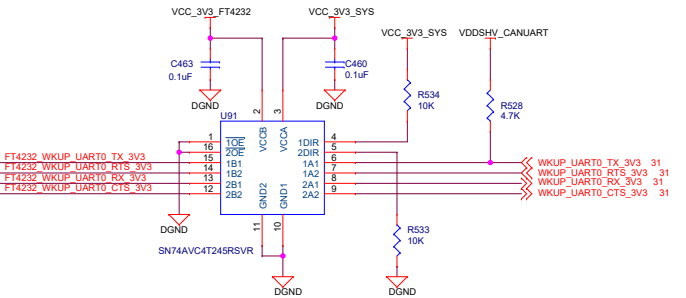 VCC_3V3_FT4232
VCC_3V3_SYS
VCC_3V3_SYS
VDDSHV_CANUART
C463
0.1uF
C460
0.1uF
R534
10K
R528
4.7K
DGND
DGND
U91
2
3
VCCB
VCCA
1
1OE
1DIR
4
16
2OE
2DIR
5
FT4232_WKUP_UART0_TX_3V3
15
1B1
1A1
6
WKUP_UART0_TX_3V3 31
FT4232_WKUP_UART0_RTS_3V3
14
1B2
1A2
7
WKUP_UART0_RTS_3V3 31
FT4232_WKUP_UART0_RX_3V3
13
2B1
2A1
8
WKUP_UART0_RX_3V3 31
FT4232_WKUP_UART0_CTS_3V3
12
2B2
2A2
9
WKUP_UART0_CTS_3V3 31
GND2
GND1
11
10
DGND
SN74AVC4T245RSVR
R533
10K
DGND
DGND